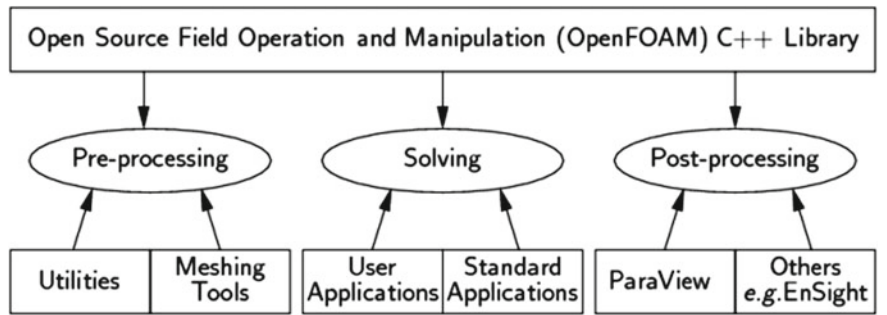 Open Source Field Operation and Manipulation (OpenFOAM) C++ Library
Pre-processing
Solving
Post-processing
Utilities
Meshing
Tools
User
Applications
Standard
Applications
ParaView
Others
e.g.EnSight